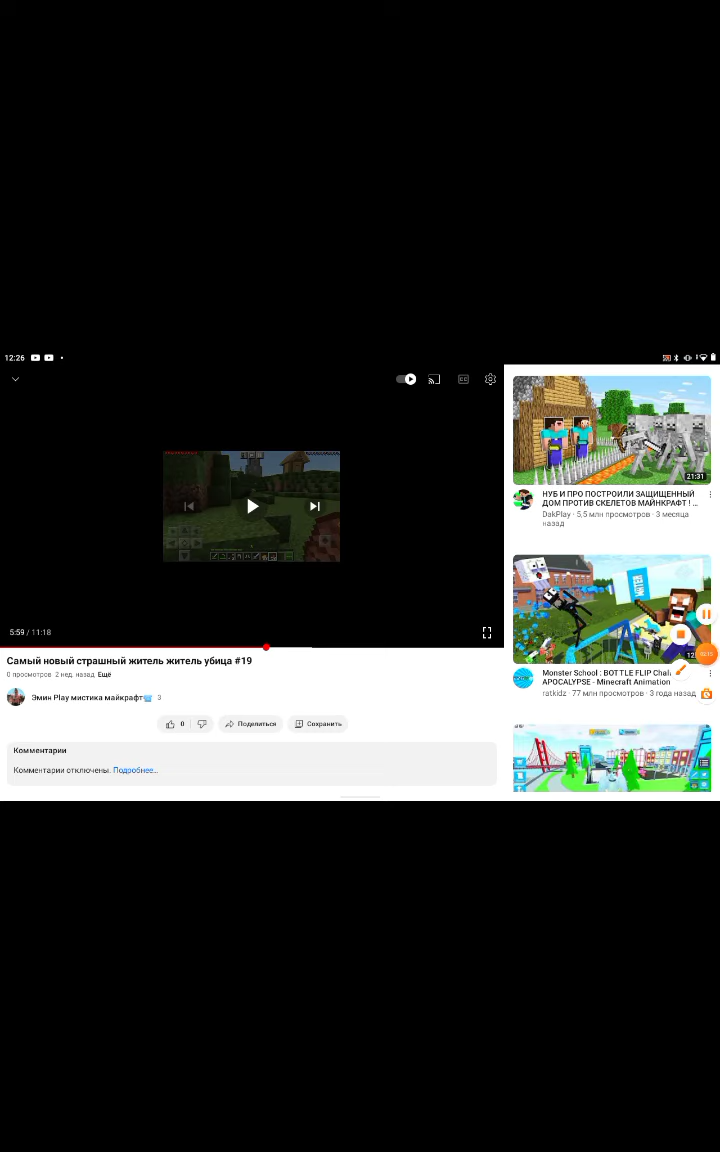 12:26
5:59 / 11:18
Самый новый страшный житель житель убица #19
0 просмотров 2 нед. назад Ещё
Эмин Play мистика майкрафт 3
0
Поделиться
Сохранить
Комментарии
Комментарии отключены. Подробнее...
21:31
НУБ И ПРО ПОСТРОИЛИ ЗАЩИЩЕННЫЙ
ДОМ ПРОТИВ СКЕЛЕТОВ МАЙНКРАФТ ! ...
DakPlay · 5,5 млн просмотров · 3 месяца
назад
12:
Monster School : BOTTLE FLIP Chal
APOCALYPSE - Minecraft Animation
ratkidz · 77 млн просмотров · 3 года назад